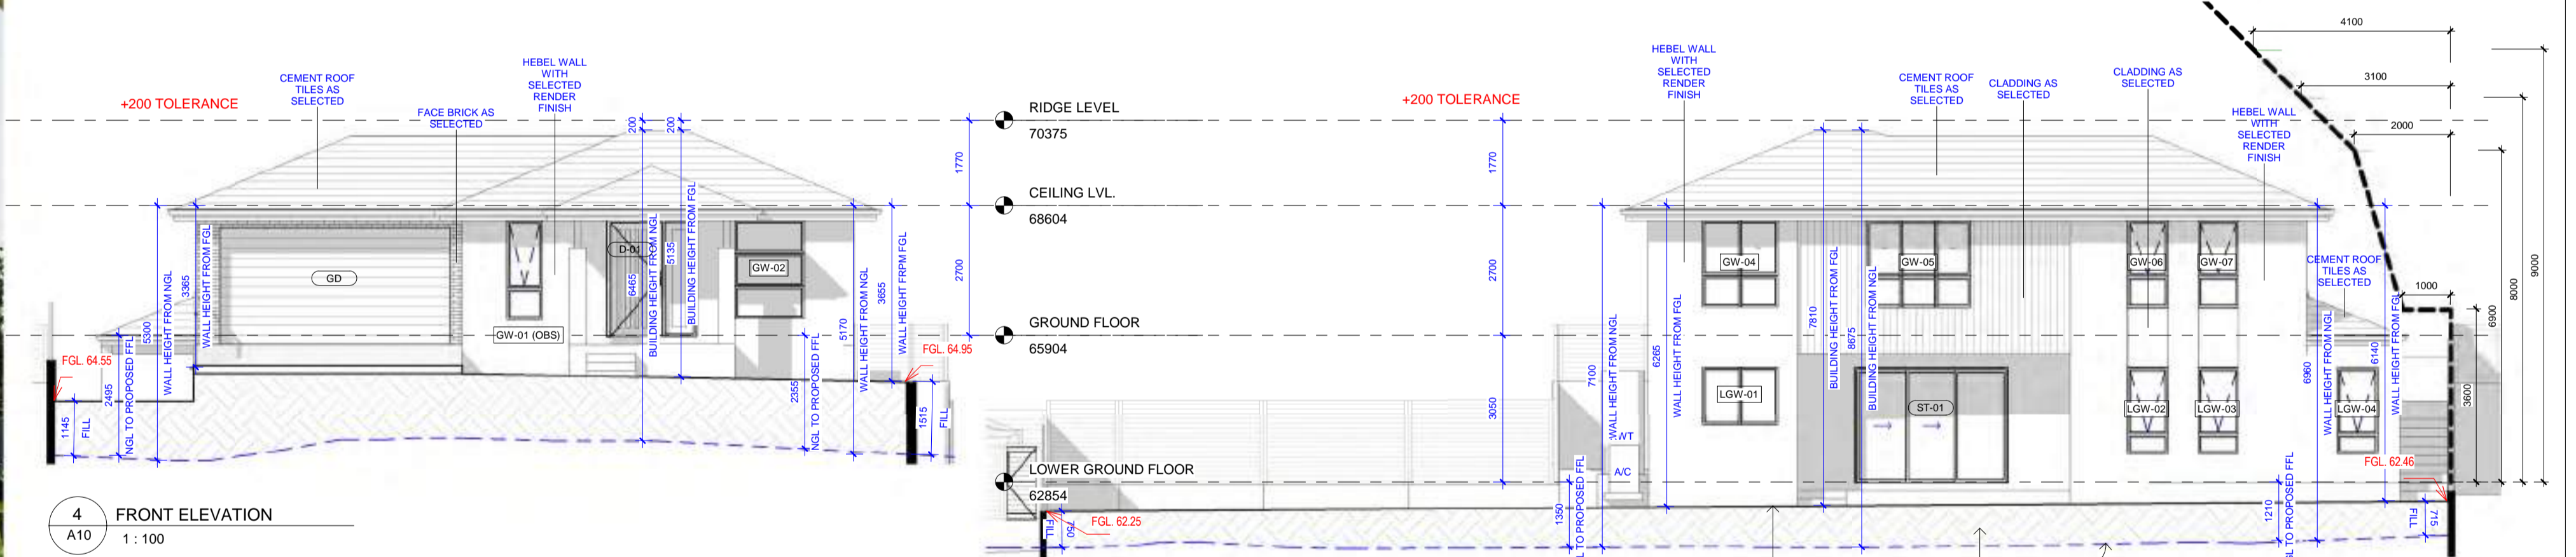 +200 TOLERANCE
CEMENT ROOF
TILES AS
SELECTED
FACE BRICK AS
SELECTED
HEBEL WALL
WITH
SELECTED
RENDER
FINISH
200
200
RIDGE LEVEL
70375
1770
CEILING LVL.
68604
2700
GROUND FLOOR
65904
3050
LOWER GROUND FLOOR
62854
GD
GW-01 (OBS)
D-01
GW-02
FGL. 64.55
1145
FILL
2495
NGL TO PROPOSED FFL
5300
WALL HEIGHT FROM NGL
3365
WALL HEIGHT FROM FGL
6465
BUILDING HEIGHT FROM NGL
5135
BUILDING HEIGHT FROM FGL
2355
NGL TO PROPOSED FFL
5170
WALL HEIGHT FROM NGL
3655
WALL HEIGHT FRPM FGL
FGL. 64.95
1515
FILL
4
A10
FRONT ELEVATION
1 : 100
+200 TOLERANCE
1770
2700
HEBEL WALL
WITH
SELECTED
RENDER
FINISH
CEMENT ROOF
TILES AS
SELECTED
CLADDING AS
SELECTED
CLADDING AS
SELECTED
HEBEL WALL
WITH
SELECTED
RENDER
FINISH
CEMENT ROOF
TILES AS
SELECTED
4100
3100
2000
1000
9000
8000
6900
3600
GW-04
GW-05
GW-06
GW-07
LGW-01
ST-01
LGW-02
LGW-03
LGW-04
7100
WALL HEIGHT FROM NGL
6265
WALL HEIGHT FROM FGL
7810
BUILDING HEIGHT FROM FGL
8675
BUILDING HEIGHT FROM NGL
6960
WALL HEIGHT FROM NGL
6140
WALL HEIGHT FROM FGL
A/C
FGL. 62.25
750
FILL
1350
TO PROPOSED FFL
1210
TO PROPOSED FFL
FGL. 62.46
715
FILL